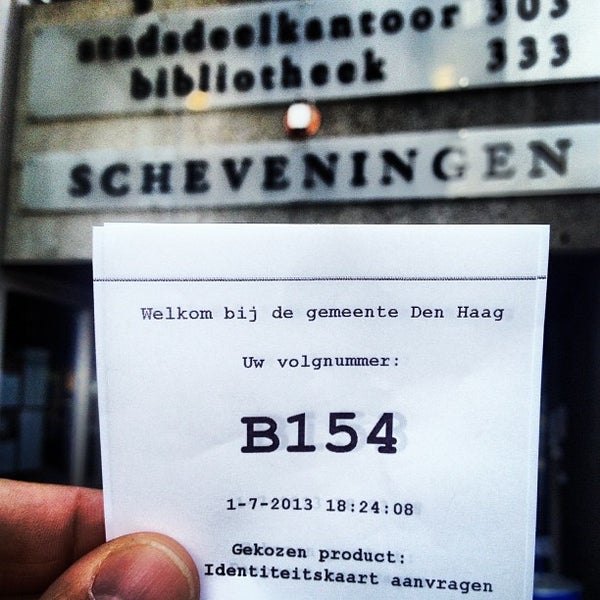 stadsdeelkantoor 303
bibliotheek 333
SCHEVENINGEN
Welkom bij de gemeente Den Haag
Uw volgnummer:
B154
1-7-2013 18:24:08
Gekozen product:
Identiteitskaart aanvragen